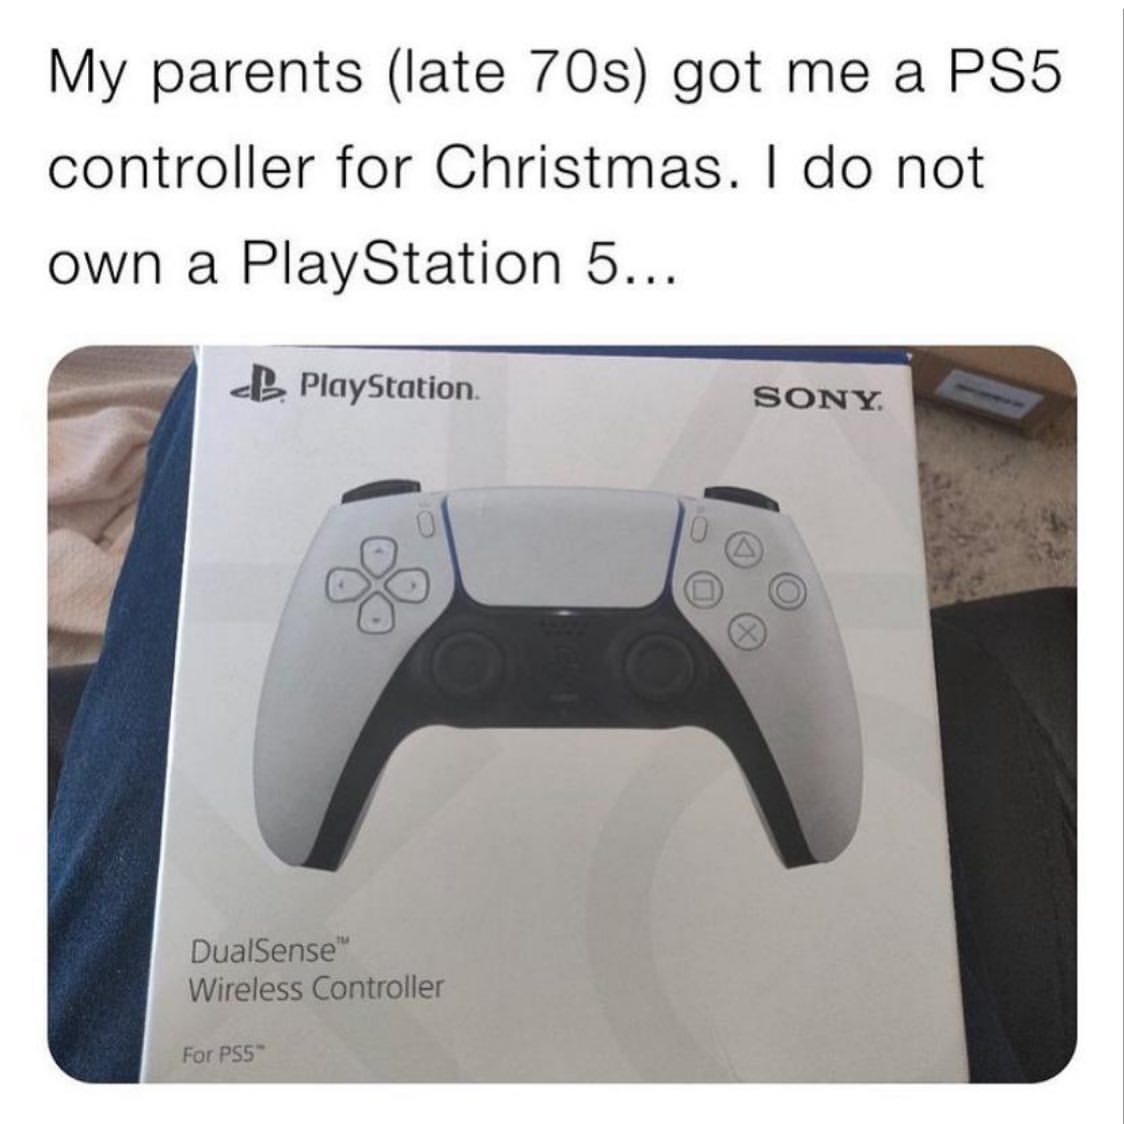 My parents (late 70s) got me a PS5
controller for Christmas. I do not
own a PlayStation 5...
PlayStation.
SONY.
DualSense™
Wireless Controller
For PS5™